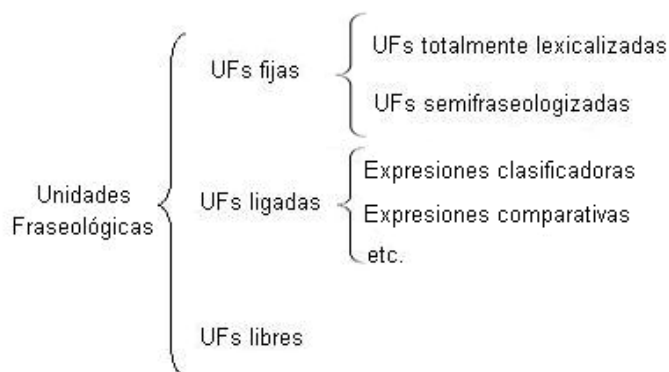 Unidades
Fraseológicas
UFs fijas
UFs totalmente lexicalizadas
UFs semifraseologizadas
UFs ligadas
Expresiones clasificadoras
Expresiones comparativas
etc.
UFs libres